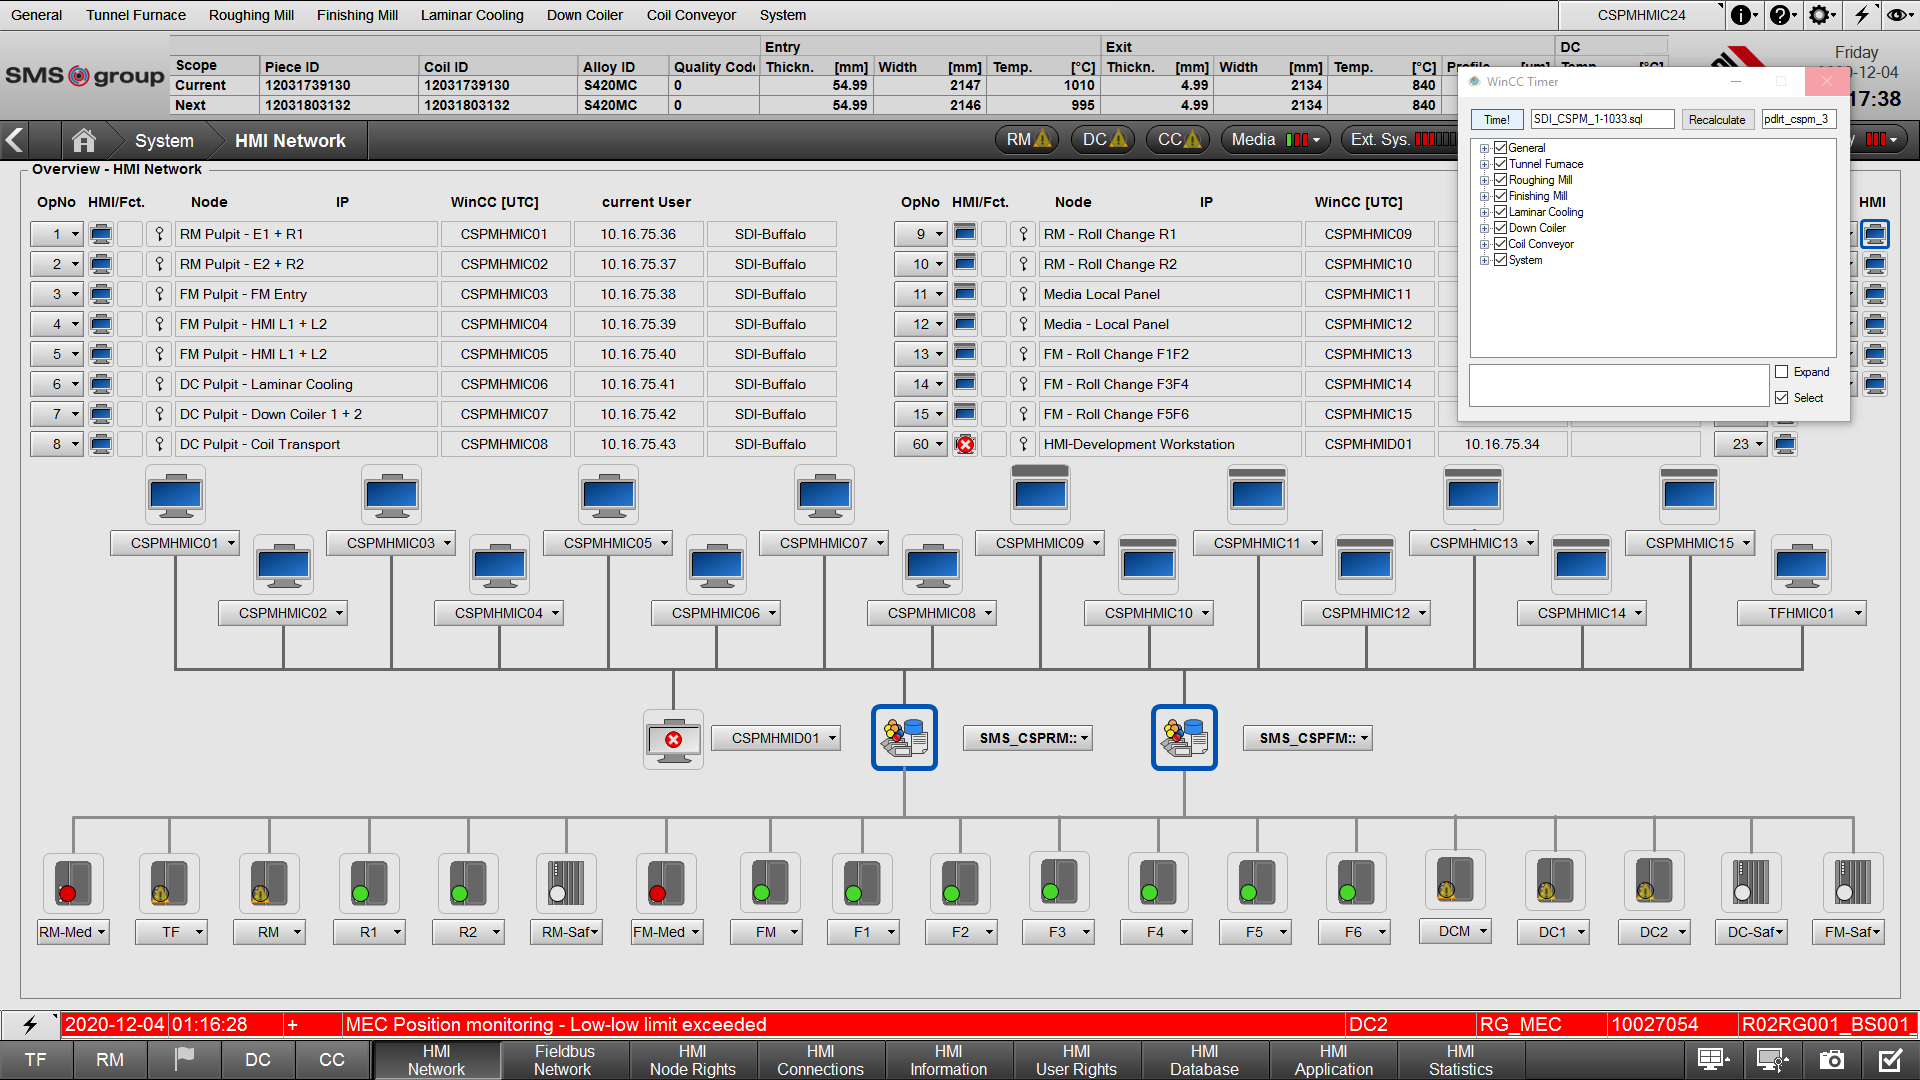 General Tunnel Furnace Roughing Mill Finishing Mill Laminar Cooling Down Coiler Coil Conveyor System CSPMHMIC24
Entry Exit DC
Scope Piece ID Coil ID Alloy ID Quality Code Thickn. [mm] Width [mm] Temp. [°C] Thickn. [mm] Width [mm] Temp. [°C]
Current 12031739130 12031739130 S420MC 0 54.99 2147 1010 4.99 2134 840
Next 12031803132 12031803132 S420MC 0 54.99 2146 995 4.99 2134 840
SMS group
Friday
-12-04
17:38
System HMI Network RM DC CC Media Ext. Sys.
WinCC Timer
Time! SDI_CSPM_1-1033.sql Recalculate pdlrt_cspm_3
General
Tunnel Furnace
Roughing Mill
Finishing Mill
Laminar Cooling
Down Coiler
Coil Conveyor
System
Expand
Select
Overview - HMI Network
OpNo HMI/Fct. Node IP WinCC [UTC] current User OpNo HMI/Fct. Node IP WinCC [UTC] HMI
1 RM Pulpit - E1 + R1 CSPMHMIC01 10.16.75.36 SDI-Buffalo 9 RM - Roll Change R1 CSPMHMIC09
2 RM Pulpit - E2 + R2 CSPMHMIC02 10.16.75.37 SDI-Buffalo 10 RM - Roll Change R2 CSPMHMIC10
3 FM Pulpit - FM Entry CSPMHMIC03 10.16.75.38 SDI-Buffalo 11 Media Local Panel CSPMHMIC11
4 FM Pulpit - HMI L1 + L2 CSPMHMIC04 10.16.75.39 SDI-Buffalo 12 Media - Local Panel CSPMHMIC12
5 FM Pulpit - HMI L1 + L2 CSPMHMIC05 10.16.75.40 SDI-Buffalo 13 FM - Roll Change F1F2 CSPMHMIC13
6 DC Pulpit - Laminar Cooling CSPMHMIC06 10.16.75.41 SDI-Buffalo 14 FM - Roll Change F3F4 CSPMHMIC14
7 DC Pulpit - Down Coiler 1 + 2 CSPMHMIC07 10.16.75.42 SDI-Buffalo 15 FM - Roll Change F5F6 CSPMHMIC15
8 DC Pulpit - Coil Transport CSPMHMIC08 10.16.75.43 SDI-Buffalo 60 HMI-Development Workstation CSPMHMID01 10.16.75.34 23
CSPMHMIC01 CSPMHMIC03 CSPMHMIC05 CSPMHMIC07 CSPMHMIC09 CSPMHMIC11 CSPMHMIC13 CSPMHMIC15
CSPMHMIC02 CSPMHMIC04 CSPMHMIC06 CSPMHMIC08 CSPMHMIC10 CSPMHMIC12 CSPMHMIC14 TFHMIC01
CSPMHMID01 SMS_CSPRM:: SMS_CSPFM::
RM-Med TF RM R1 R2 RM-Saf FM-Med FM F1 F2 F3 F4 F5 F6 DCM DC1 DC2 DC-Saf FM-Saf
2020-12-04 01:16:28 + MEC Position monitoring - Low-low limit exceeded DC2 RG_MEC 10027054 R02RG001_BS001_
TF RM DC CC HMI Network Fieldbus Network HMI Node Rights HMI Connections HMI Information HMI User Rights HMI Database HMI Application HMI Statistics